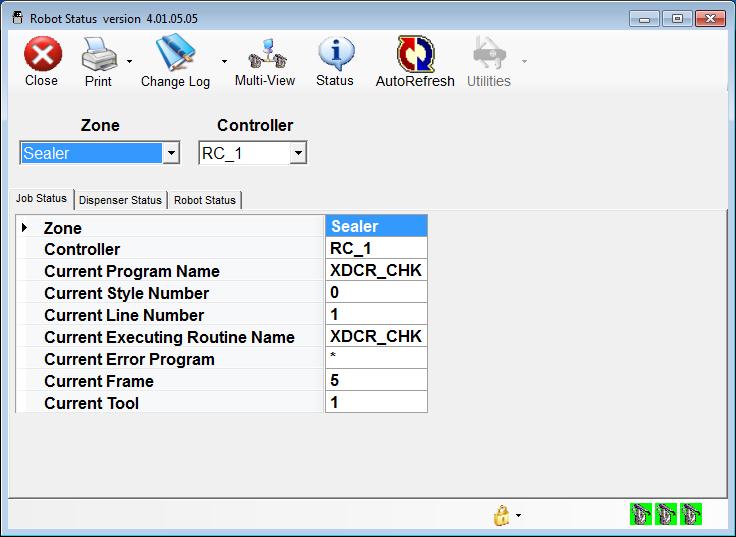 Robot Status version 4.01.05.05
Close Print Change Log Multi-View Status AutoRefresh Utilities
Zone Controller
Sealer RC_1
Job Status Dispenser Status Robot Status
Zone Sealer
Controller RC_1
Current Program Name XDCR_CHK
Current Style Number 0
Current Line Number 1
Current Executing Routine Name XDCR_CHK
Current Error Program *
Current Frame 5
Current Tool 1